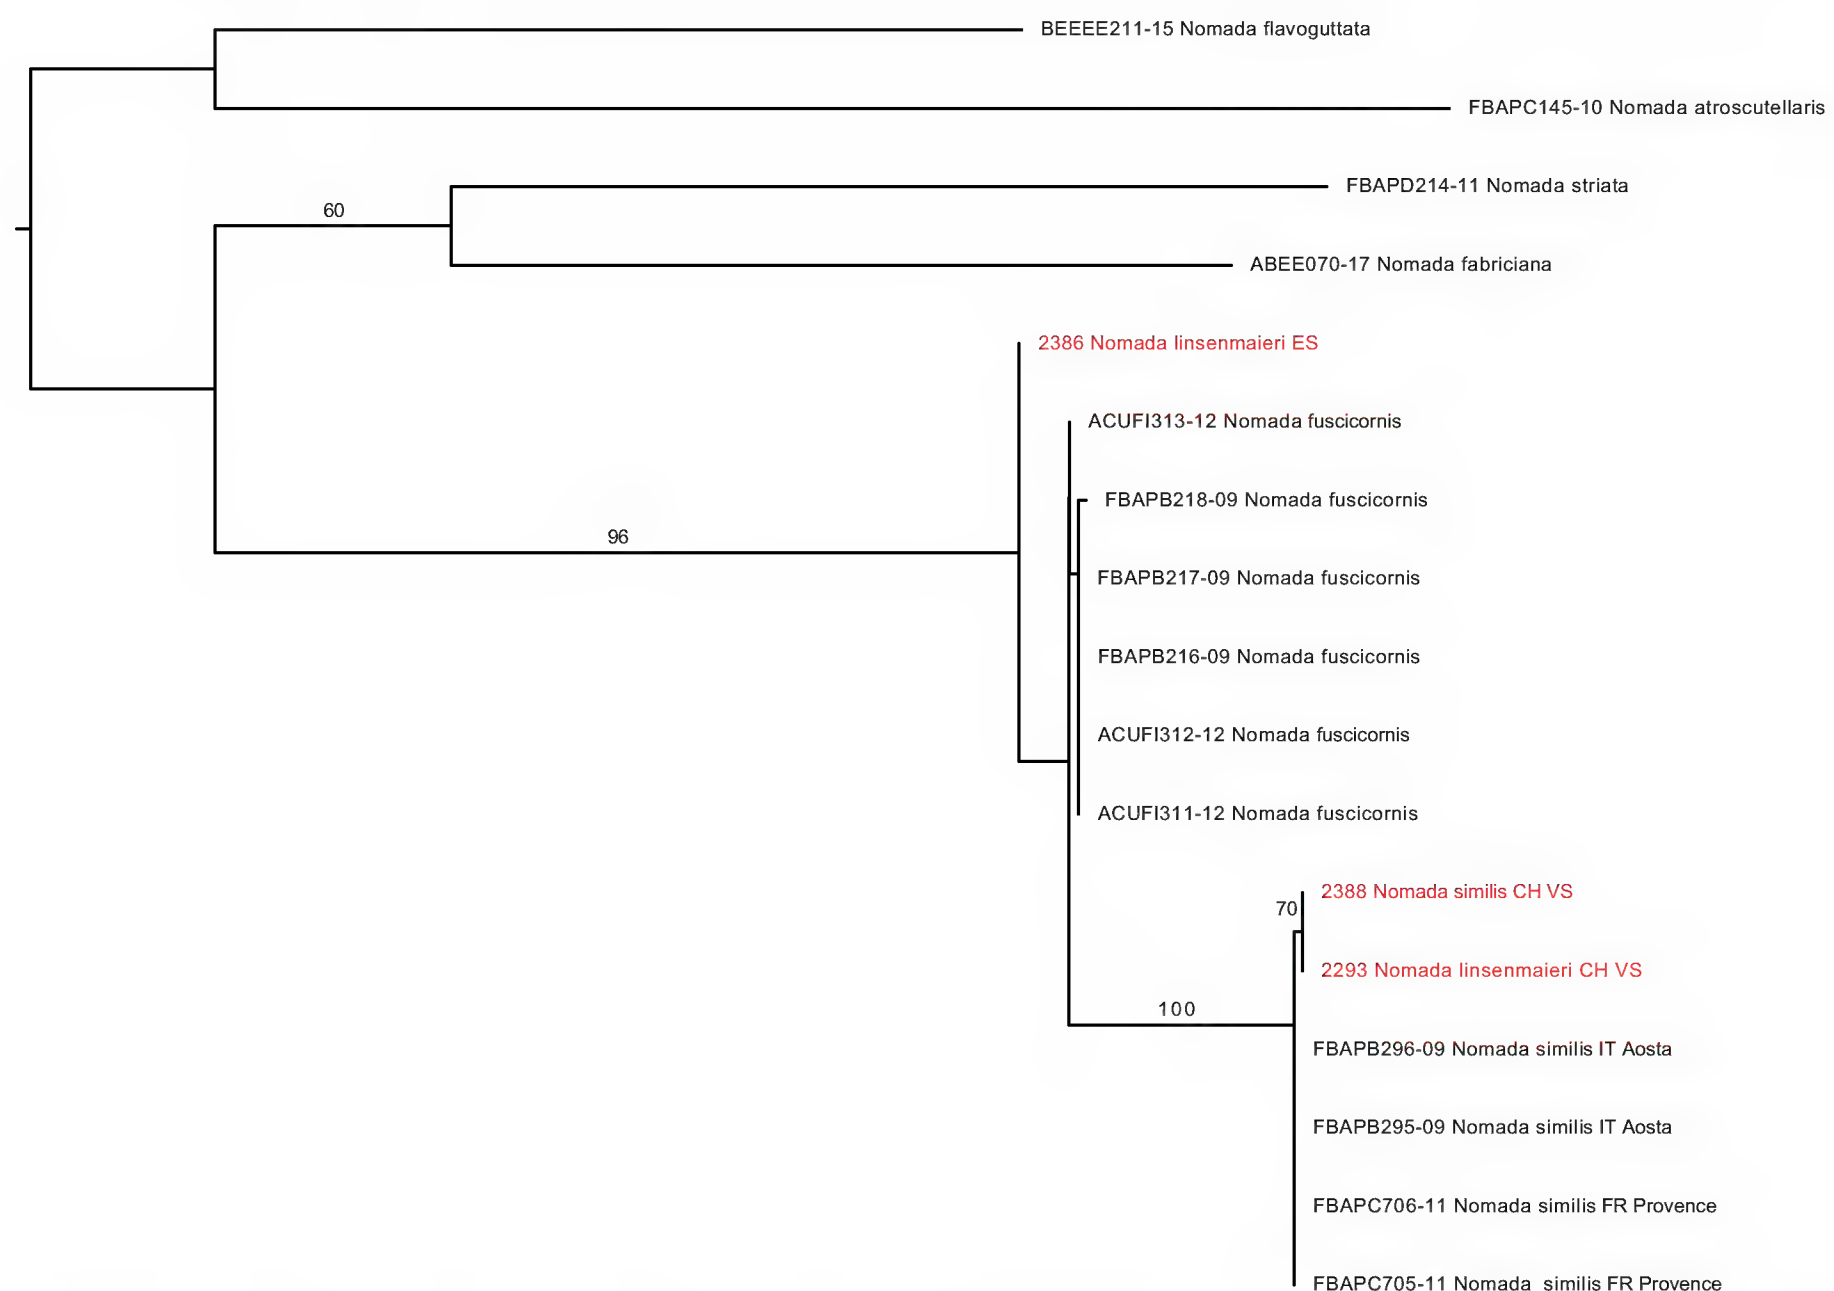 BEEEE211-15 Nomada flavoguttata
FBAPC145-10 Nomada atroscutellaris
FBAPD214-11 Nomada striata
60
ABEE070-17 Nomada fabriciana
2386 Nomada linsenmaieri ES
ACUFI313-12 Nomada fuscicornis
FBAPB218-09 Nomada fuscicornis
96
FBAPB217-09 Nomada fuscicornis
FBAPB216-09 Nomada fuscicornis
ACUFI312-12 Nomada fuscicornis
ACUFI311-12 Nomada fuscicornis
2388 Nomada similis CH VS
70
2293 Nomada linsenmaieri CH VS
100
FBAPB296-09 Nomada similis IT Aosta
FBAPB295-09 Nomada similis IT Aosta
FBAPC706-11 Nomada similis FR Provence
FBAPC705-11 Nomada  similis FR Provence